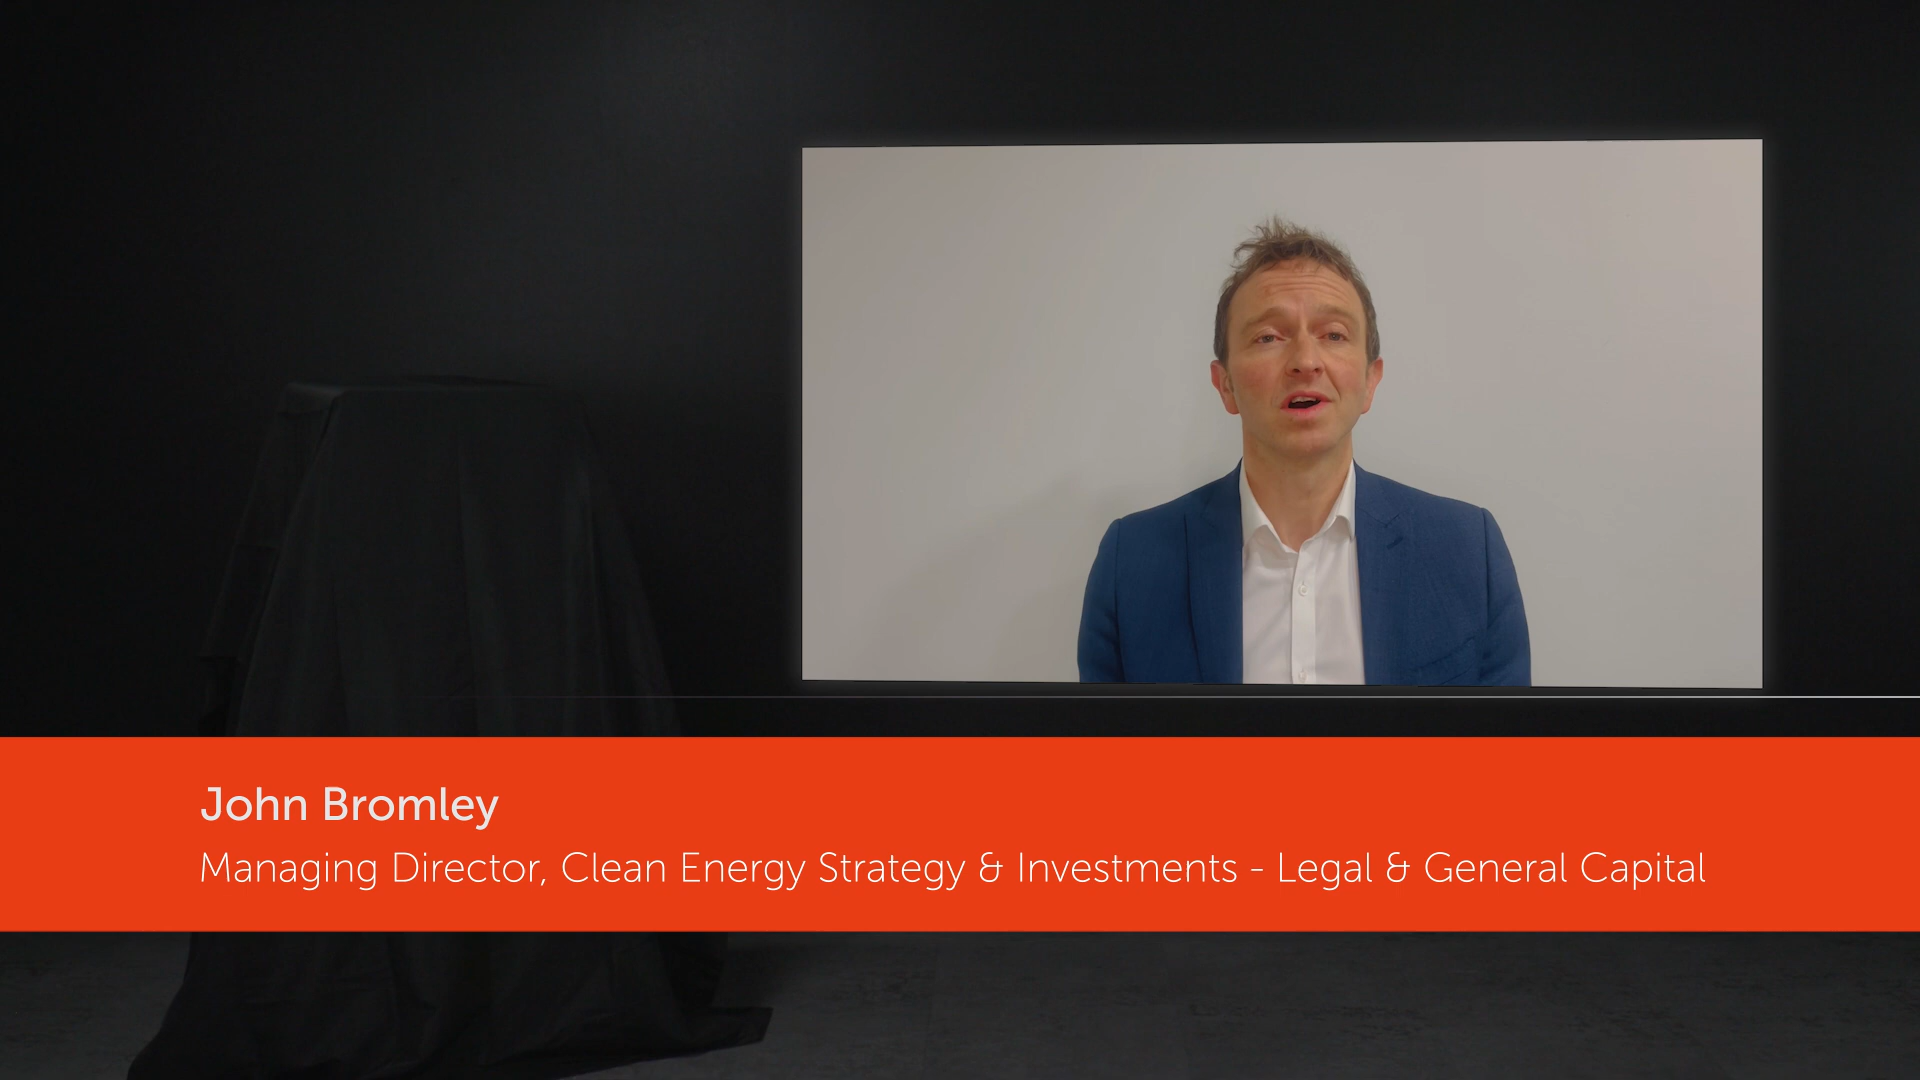 John Bromley
Managing Director, Clean Energy Strategy & Investments - Legal & General Capital